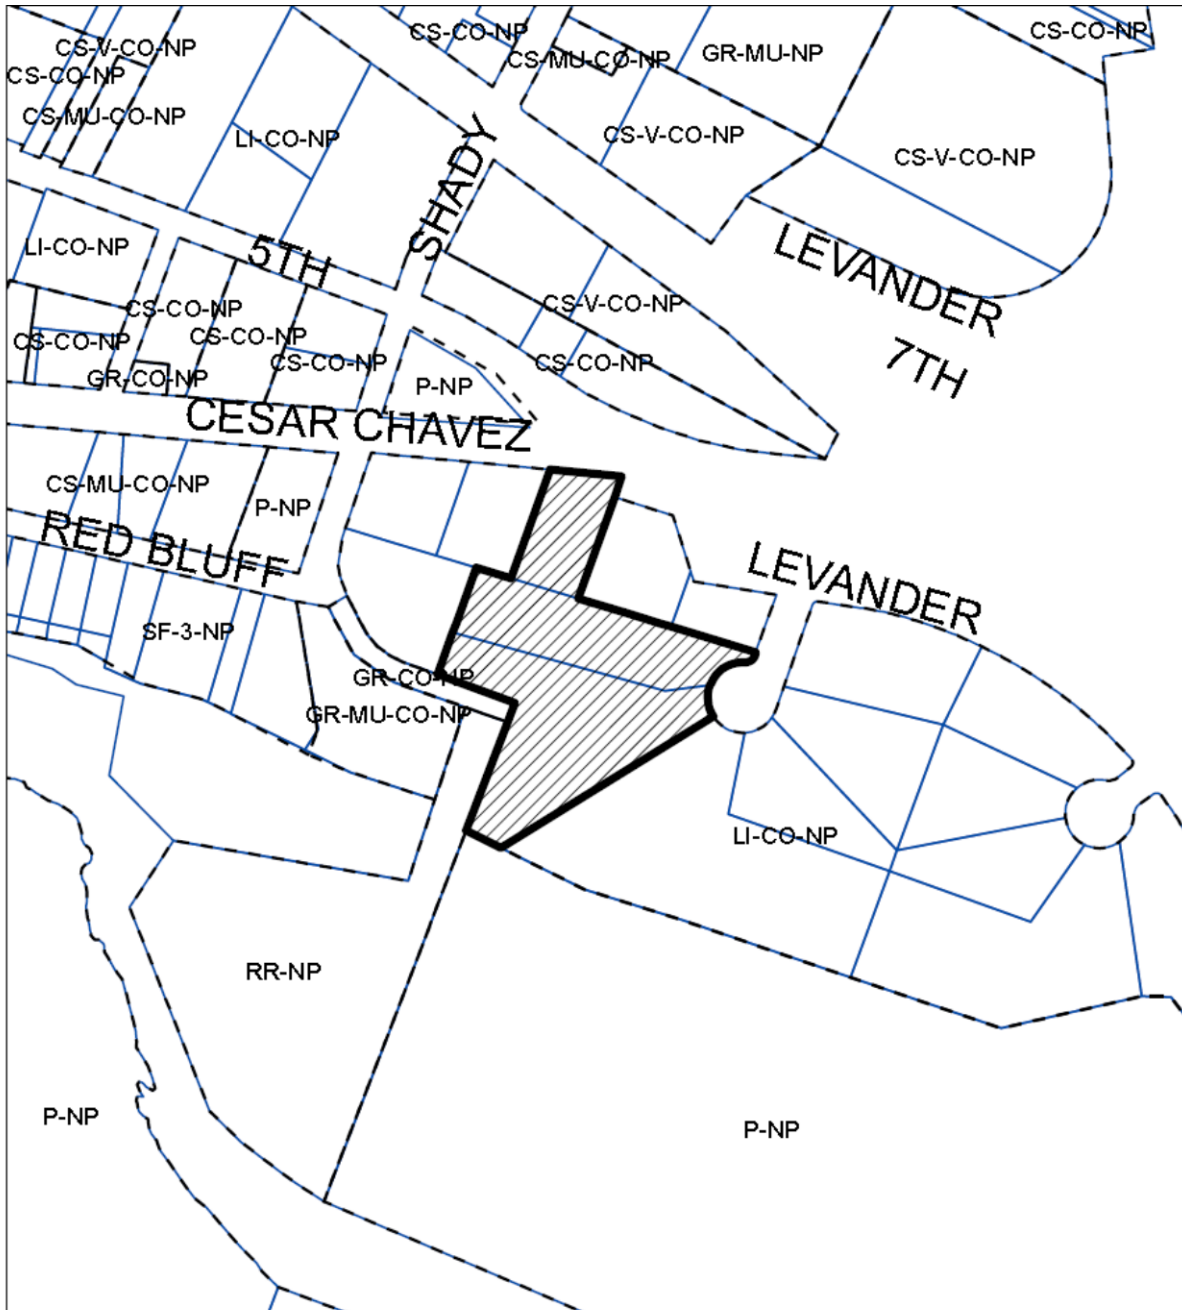 CS-CO-NP
CS-CO-NP
CS-V-CO-NP
GR-MU-NP
CS-MU-CO-NP
CS-CO-NP
CS-MU-CO-NP
LI-CO-NP
CS-V-CO-NP
CS-V-CO-NP
SHADY
LI-CO-NP
5TH
LEVANDER
CS-V-CO-NP
CS-CO-NP
CS-CO-NP
CS-CO-NP
CS-CO-NP
CS-CO-NP
7TH
GR-CO-NP
P-NP
CESAR CHAVEZ
CS-MU-CO-NP
P-NP
RED BLUFF
LEVANDER
SF-3-NP
GR-CO-NP
GR-MU-CO-NP
LI-CO-NP
RR-NP
P-NP
P-NP